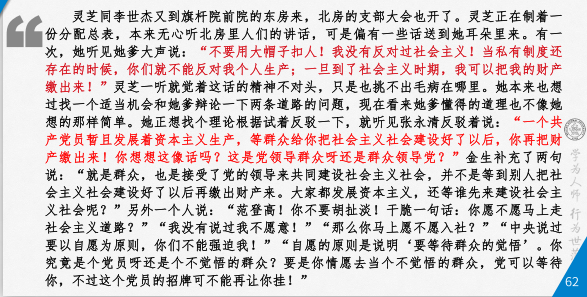 灵芝同李世杰又到旗杆院前院的东房来，北房的支部大会也开了。灵芝正在制着一
份分配总表，本来无心听北房里人们的讲话，可是偏有一些话送到她耳朵里来。有一
次，她听见她爹大声说：“不要用大帽子扣人！我没有反对过社会主义！当私有制度还
存在的时候，你们就不能反对我个人生产；一旦到了社会主义时期，我可以把我的财产
缴出来！”灵芝一听就觉着这话的精神不对头，只是也挑不出毛病在哪里。她本来也想
过找一个适当机会和她爹辩论一下两条道路的问题，现在看来她爹懂得的道理也不像她
想的那样简单。她正想找个理论根据试着反驳一下，就听见张永清反驳着说：“一个共
产党员暂且发展着资本主义生产，等群众给你把社会主义社会建设好了以后，你再把财
产缴出来！你想想这像话吗？这是党领导群众呀还是群众领导党？”金生补充了两句
说：“就是群众，也是接受了党的领导来共同建设社会主义社会，并不是等到别人把社
会主义社会建设好了以后再缴出财产来。大家都发展资本主义，还等谁先来建设社会主
义社会呢？”另外一个人说：“范登高！你不要胡扯淡！干脆一句话：你愿不愿马上走
社会主义道路？”“我没有说过我不愿意！”“那么你马上愿不愿入社？”“中央说过
要以自愿为原则，你们不能强迫我！”“自愿的原则是说明‘要等待群众的觉悟’。你
究竟是个党员呀还是个不觉悟的群众？要是你情愿去当个不觉悟的群众，党可以等待
你，不过这个党员的招牌可不能再让你挂！”
学为人师 行为世
62